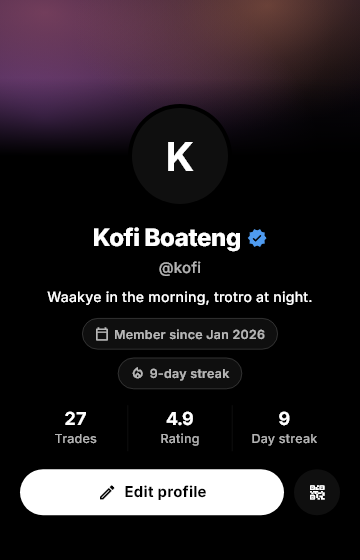 K
Kofi Boateng
@kofi
Waakye in the morning, trotro at night.
Member since Jan 2026
9-day streak
27 4.9 9
Trades Rating Day streak
Edit profile